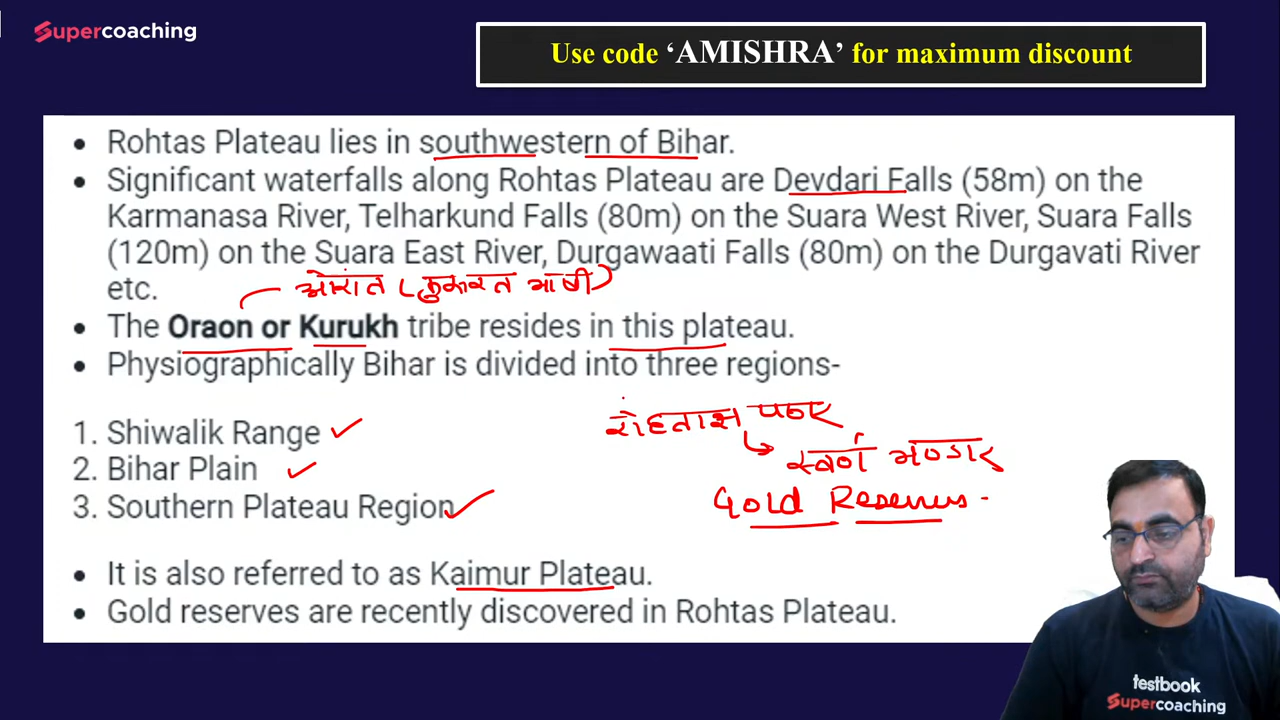 Supercoaching
Use code ‘AMISHRA’ for maximum discount
• Rohtas Plateau lies in southwestern of Bihar.
• Significant waterfalls along Rohtas Plateau are Devdari Falls (58m) on the
Karmanasa River, Telharkund Falls (80m) on the Suara West River, Suara Falls
(120m) on the Suara East River, Durgawaati Falls (80m) on the Durgavati River
etc.
• The Oraon or Kurukh tribe resides in this plateau.
• Physiographically Bihar is divided into three regions-
1. Shiwalik Range
रोहतास पठार
2. Bihar Plain
स्वर्ण भण्डार
3. Southern Plateau Region
Gold Reserves
• It is also referred to as Kaimur Plateau.
• Gold reserves are recently discovered in Rohtas Plateau.
testbook
Supercoaching